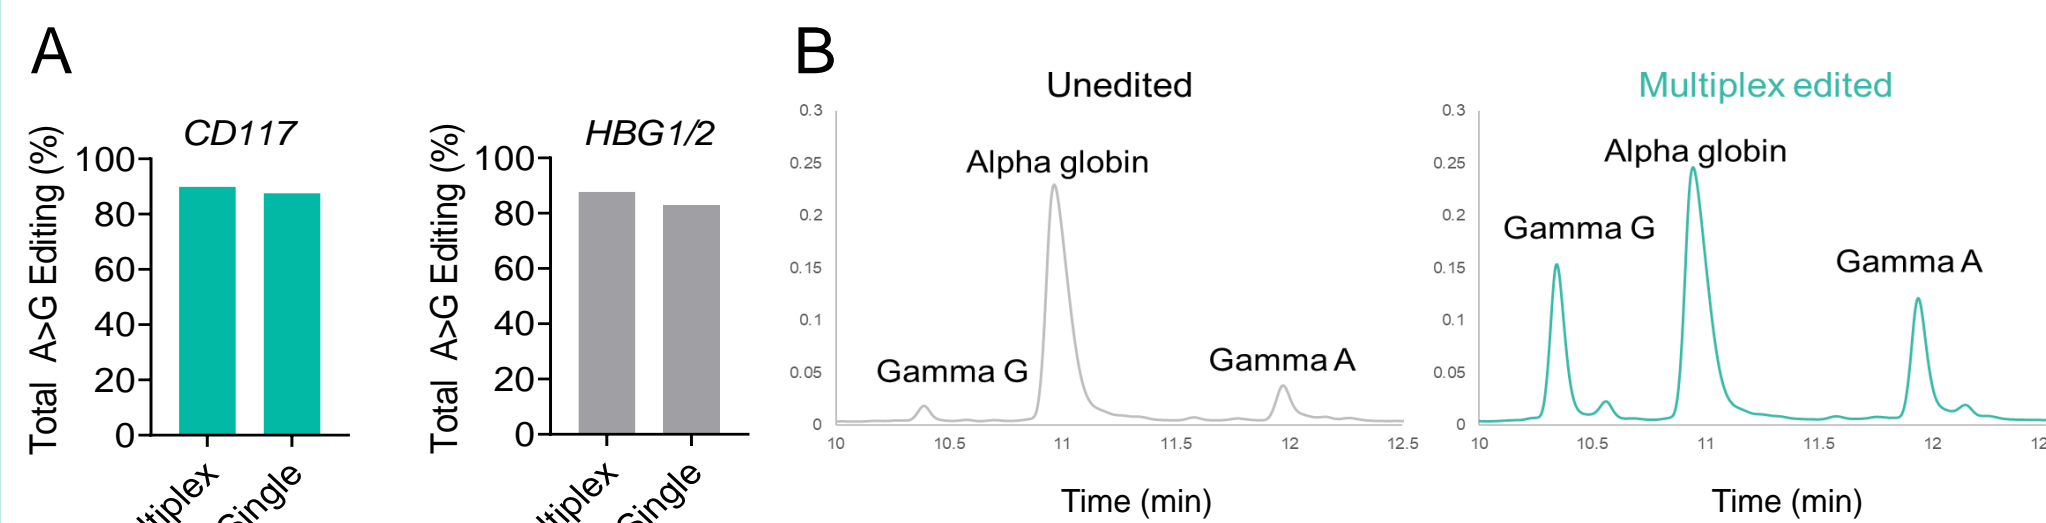 A
CD117
Total A>G Editing (%)
100
80
60
40
20
0
Single
HBG1/2
Total A>G Editing (%)
100
80
60
40
20
0
Single
B
Unedited
0.3
0.25
0.2
0.15
0.1
0.05
0
Alpha globin
Gamma G
Gamma A
10 10.5 11 11.5 12 12.5
Time (min)
Multiplex edited
0.3
0.25
0.2
0.15
0.1
0.05
0
Alpha globin
Gamma G
Gamma A
10 10.5 11 11.5 12
Time (min)